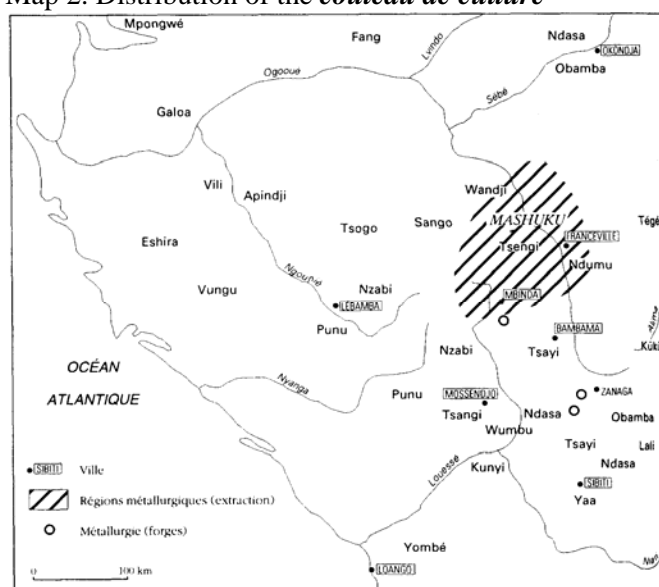 Map 2. Distribution of the couteau de culture
Mpongwé
Fang
Ndasa
OKONDJA
Obamba
Lvindo
Ogooué
Sébé
Galoa
Vili
Apindji
Wandji
MASHUKU
Tégé
Tsogo
Sango
Tsengi
FRANCEVILLE
Eshira
Ndumu
Ngounié
Vungu
Nzabi
LÉBAMBA
MBINDA
Punu
BAMBAMA
Nzabi
Tsayi
Kûkü
OCÉAN
ATLANTIQUE
Nyanga
Punu
MOSSENDJO
ZANAGA
Tsangi
Ndasa
Obamba
Wumbu
Tsayi
Lali
SIBITI
Ville
Kunyi
Ndasa
Louessé
SIBITI
Régions métallurgiques (extraction)
Yaa
Métallurgie (forges)
Yombé
0
100 km
LOANGO